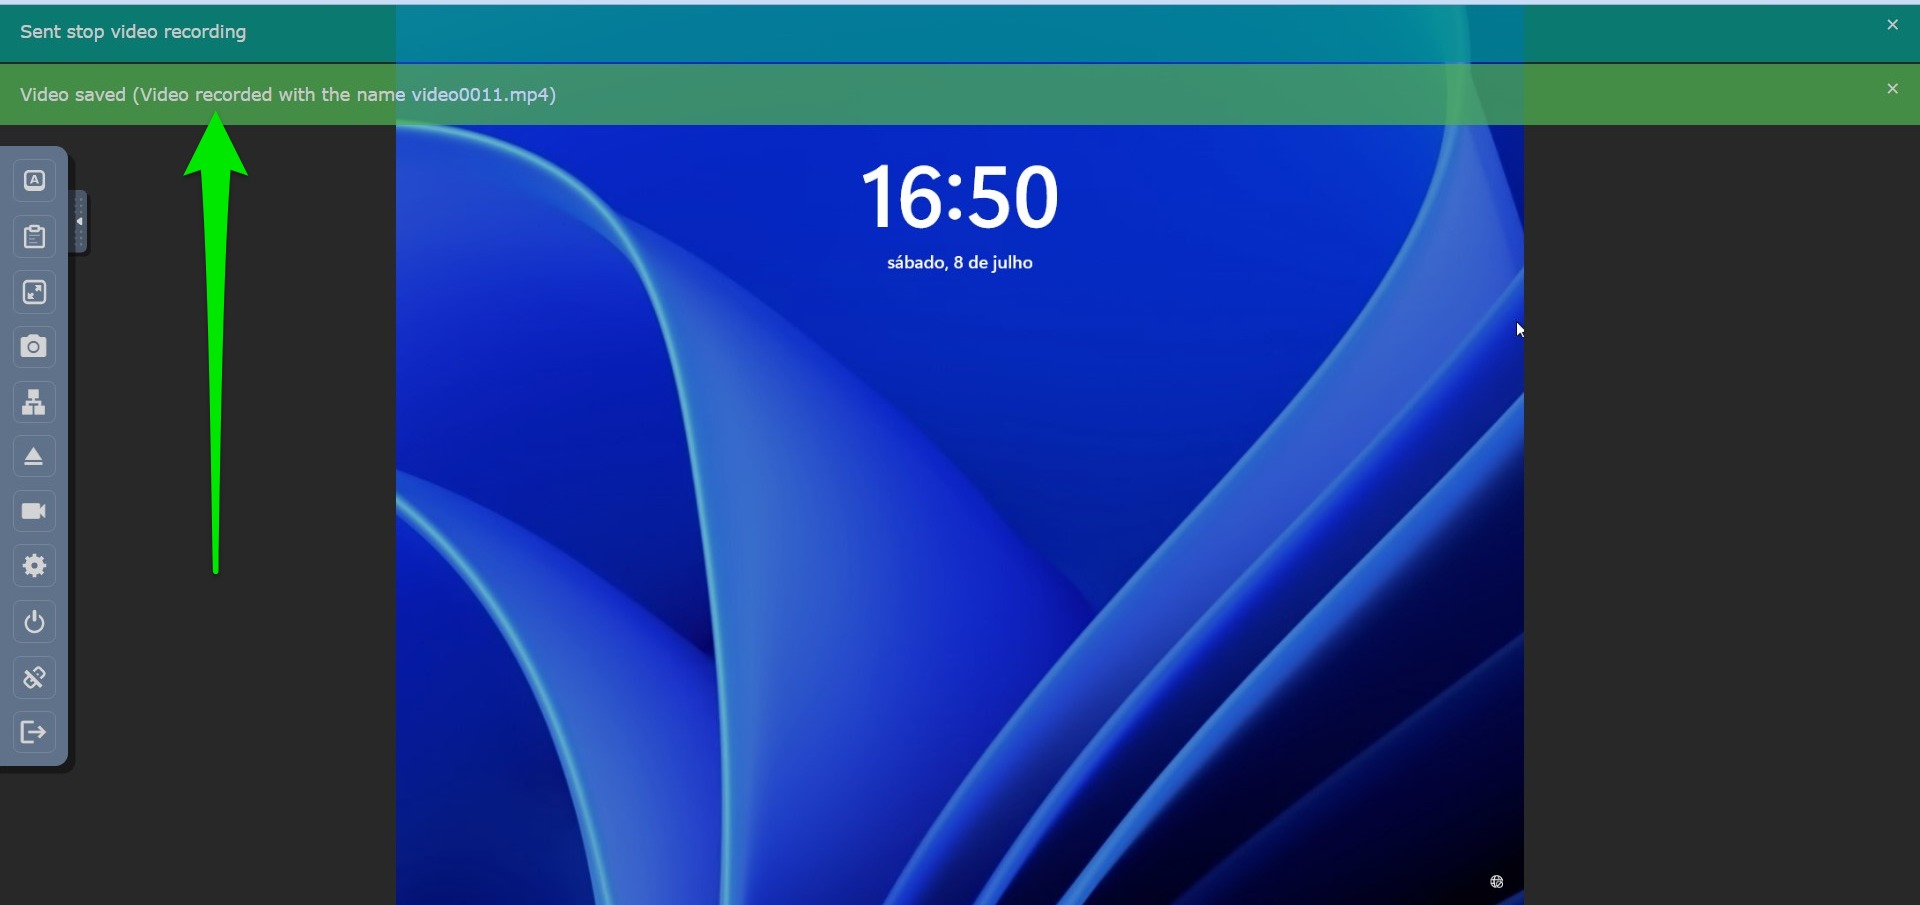 Sent stop video recording
Video saved (Video recorded with the name video0011.mp4)
A
16:50
sábado, 8 de julho